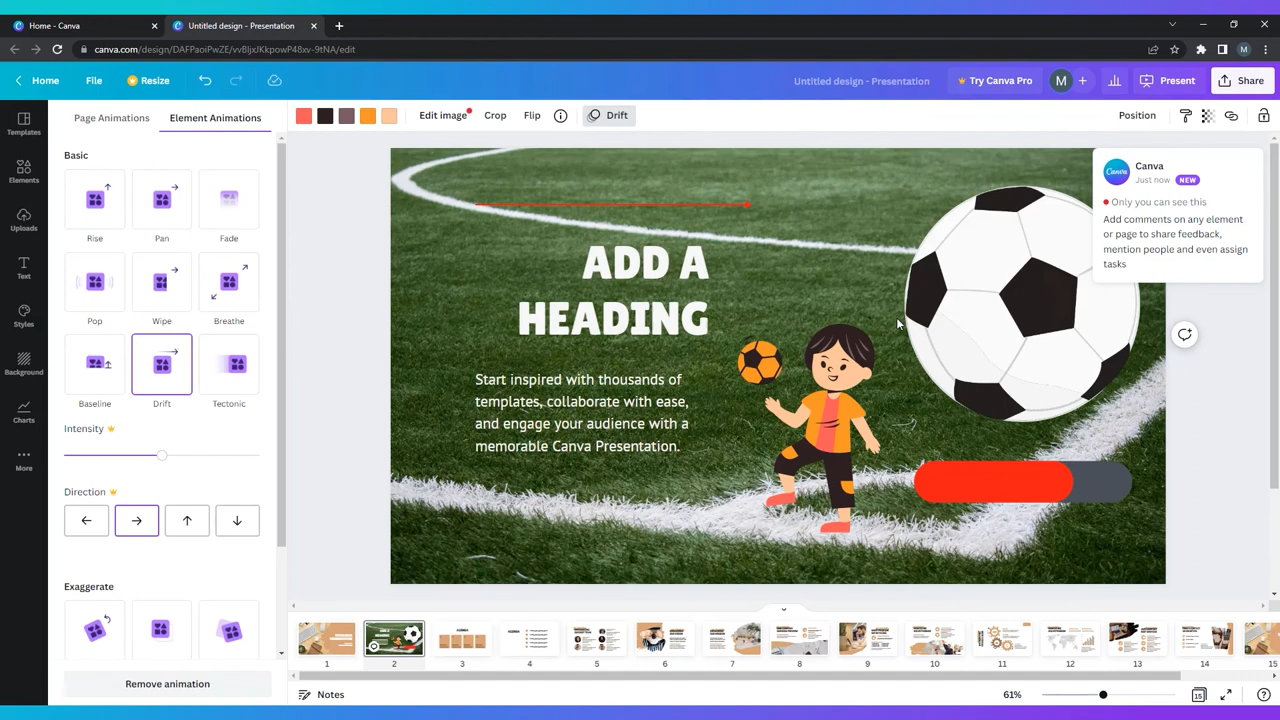 Home - Canva
Untitled design - Presentation
canva.com/design/DAFPaoiPwZE/vvBljxJKkpowP48xv-9tNA/edit
M
Home
File
Resize
Untitled design - Presentation
Try Canva Pro
M
Present
Share
Templates
Elements
Uploads
Text
Styles
Background
Charts
More
Page Animations
Element Animations
Basic
Rise
Pan
Fade
Pop
Wipe
Breathe
Baseline
Drift
Tectonic
Intensity
Direction
Exaggerate
Remove animation
Edit image
Crop
Flip
Drift
Position
ADD A
HEADING
Start inspired with thousands of
templates, collaborate with ease,
and engage your audience with a
memorable Canva Presentation.
Canva
Canva
Just now NEW
Only you can see this
Add comments on any element
or page to share feedback,
mention people and even assign
tasks
AGENDA
AGENDA
1
2
3
4
5
6
7
8
9
10
11
12
13
14
15
Notes
61%
15